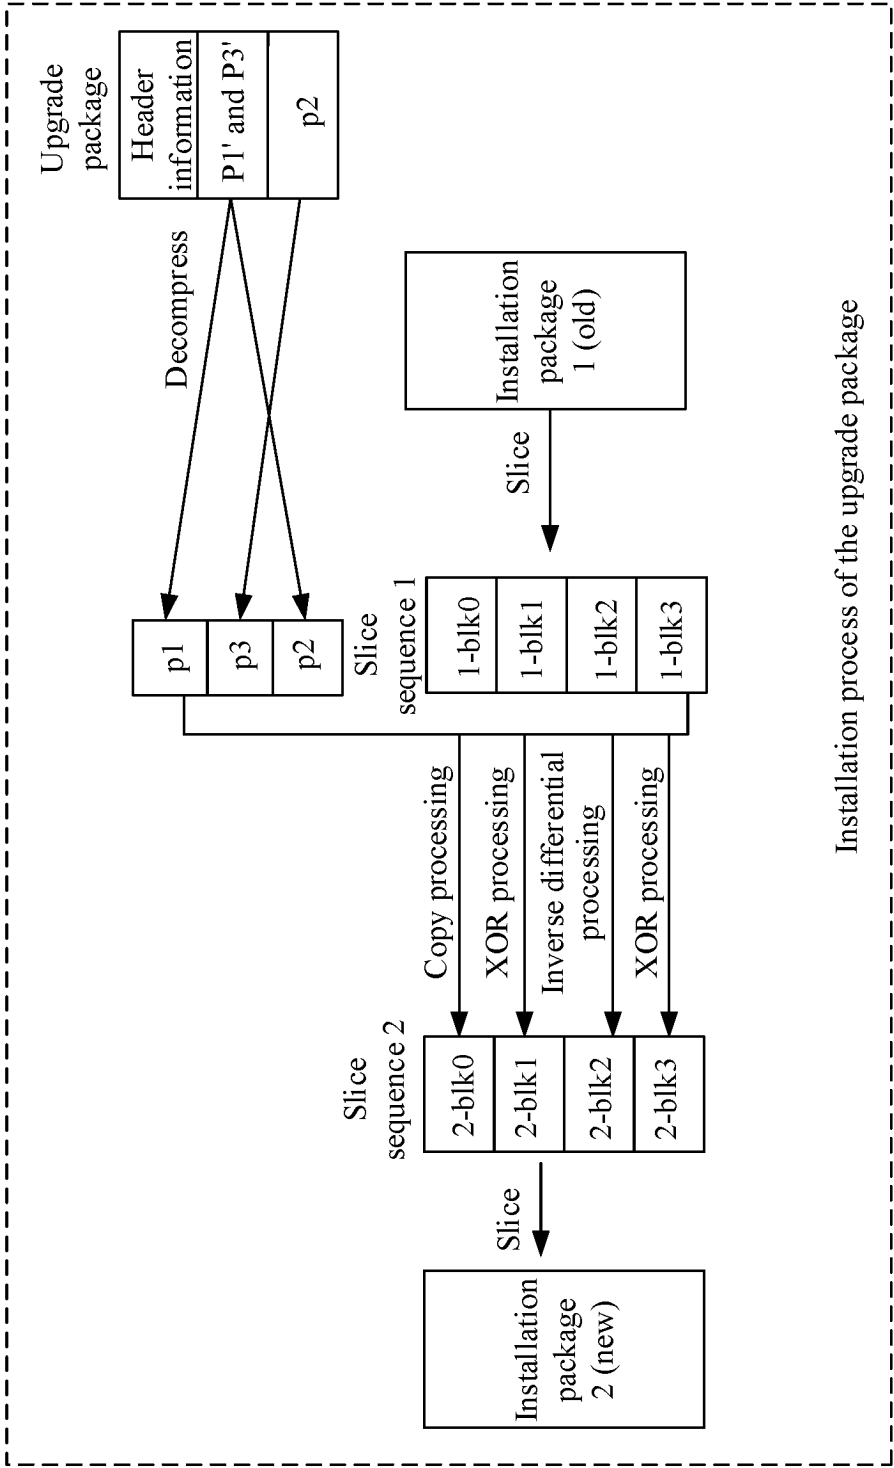 Upgrade
package
Header
information
P1' and P3'
p2
Decompress
p1
p3
p2
Installation
package
1 (old)
Slice
Slice
sequence 1
1-blk0
1-blk1
1-blk2
1-blk3
Copy processing
XOR processing
Inverse differential
processing
XOR processing
Slice
sequence 2
2-blk0
2-blk1
2-blk2
2-blk3
Slice
Installation
package
2 (new)
Installation process of the upgrade package